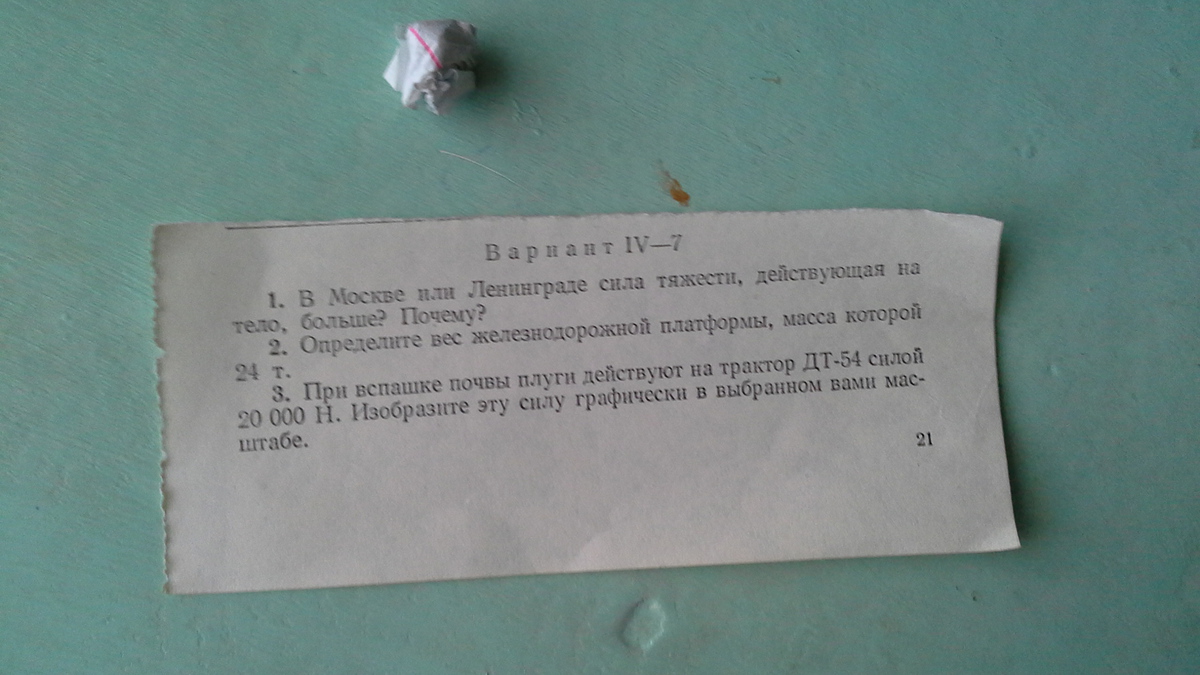 Вариант IV—7
1. В Москве или Ленинграде сила тяжести, действующая на
тело, больше? Почему?
2. Определите вес железнодорожной платформы, масса которой
24 т.
3. При вспашке почвы плуги действуют на трактор ДТ-54 силой
20 000 Н. Изобразите эту силу графически в выбранном вами мас-
штабе.
21